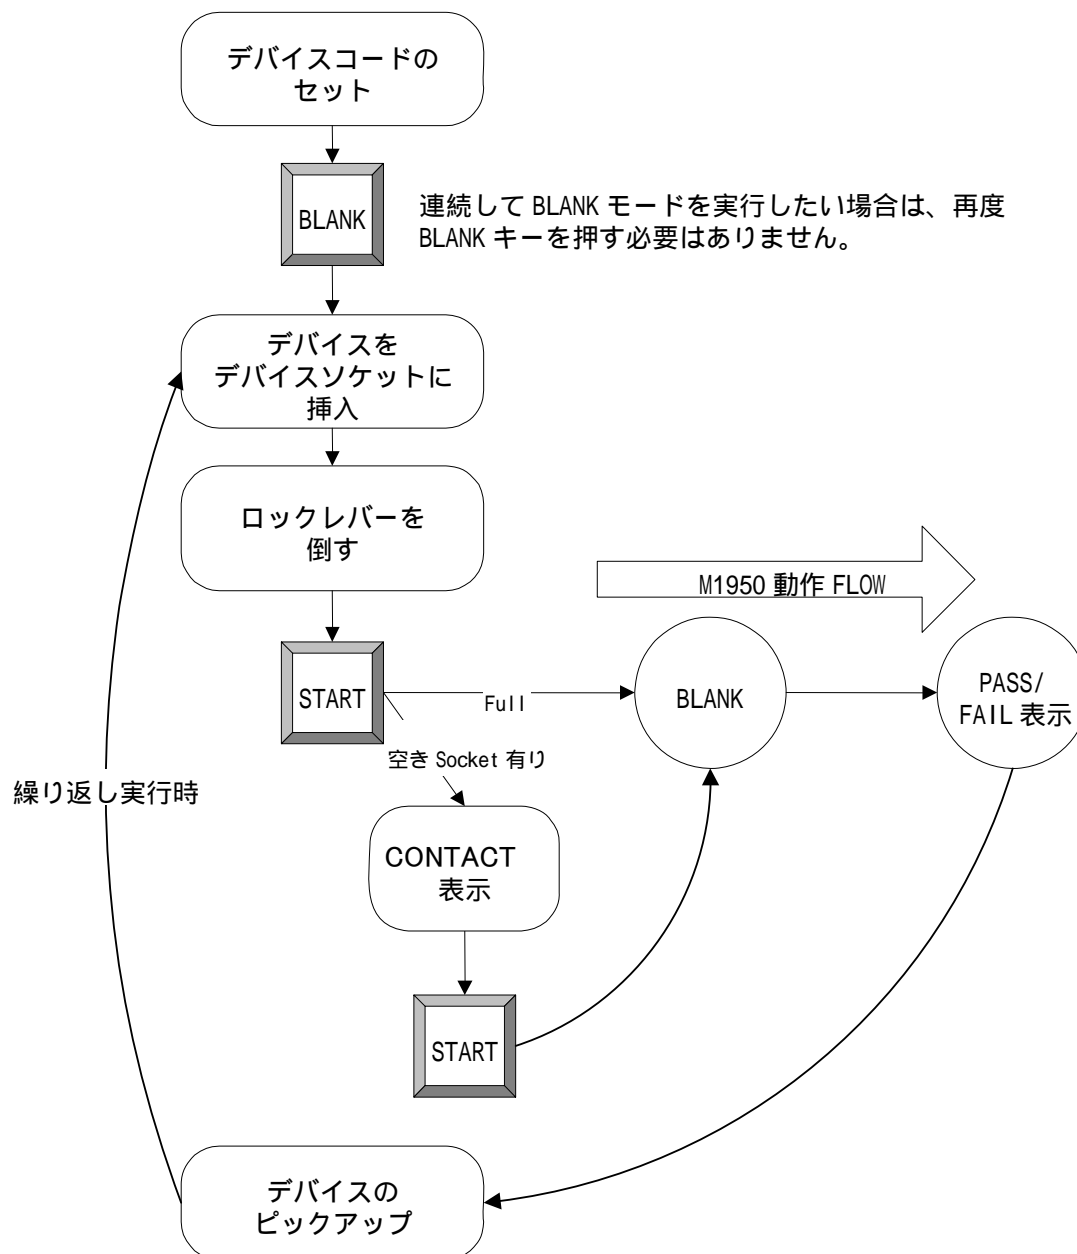 デバイスコードの
セット
BLANK
連続して BLANK モードを実行したい場合は、再度
BLANK キーを押す必要はありません。
デバイスを
デバイスソケットに
挿入
ロックレバーを
倒す
M1950 動作 FLOW
START
Full
BLANK
PASS/
FAIL 表示
空き Socket 有り
繰り返し実行時
CONTACT
表示
START
デバイスの
ピックアップ